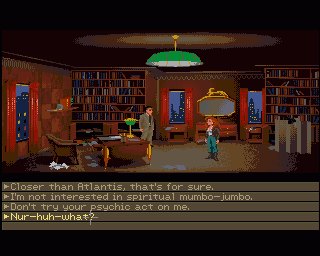 ▸Closer than Atlantis, that's for sure.
▸I'm not interested in spiritual mumbo-jumbo.
▸Don't try your psychic act on me.
▸Nur-huh-what?